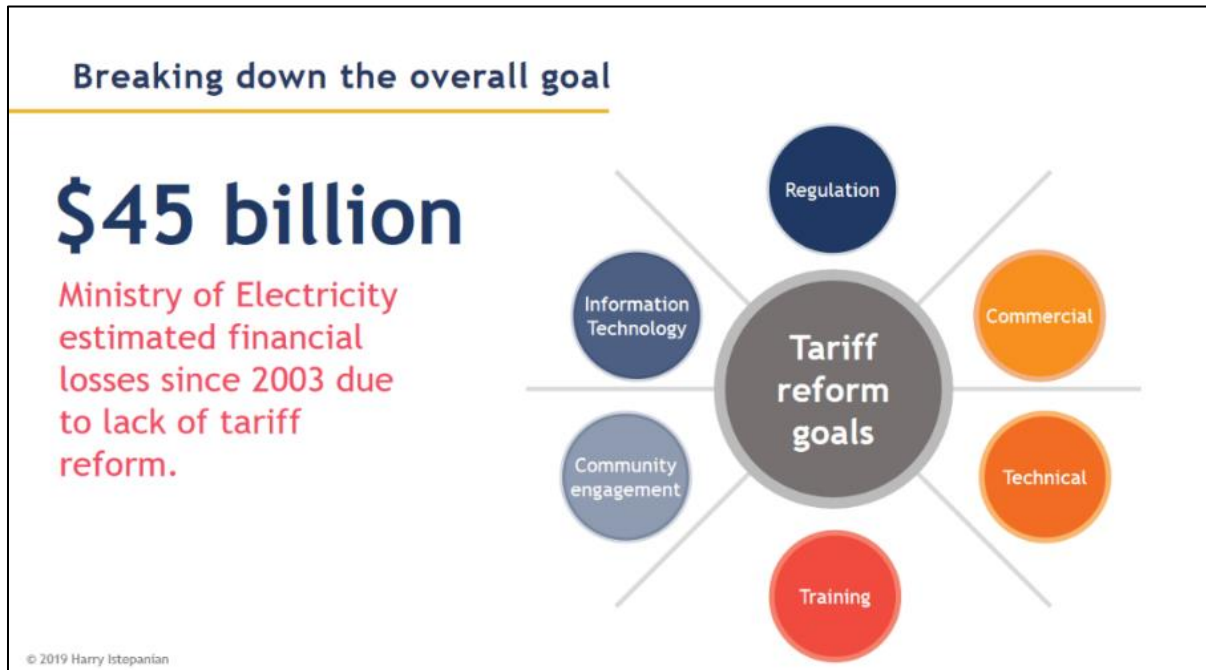 Breaking down the overall goal
$45 billion
Ministry of Electricity
estimated financial
losses since 2003 due
to lack of tariff
reform.
Regulation
Information
Technology
Commercial
Tariff
reform
goals
Community
engagement
Technical
Training
© 2019 Harry Istepanian